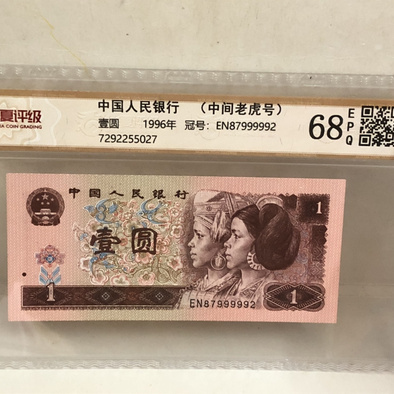 夏评级
IA COIN GRADING
中国人民银行 （中间老虎号）
壹圆 1996年 冠号: EN87999992
7292255027
68
EPQ
中国人民银行
1
壹圆
EN87999992
1
1